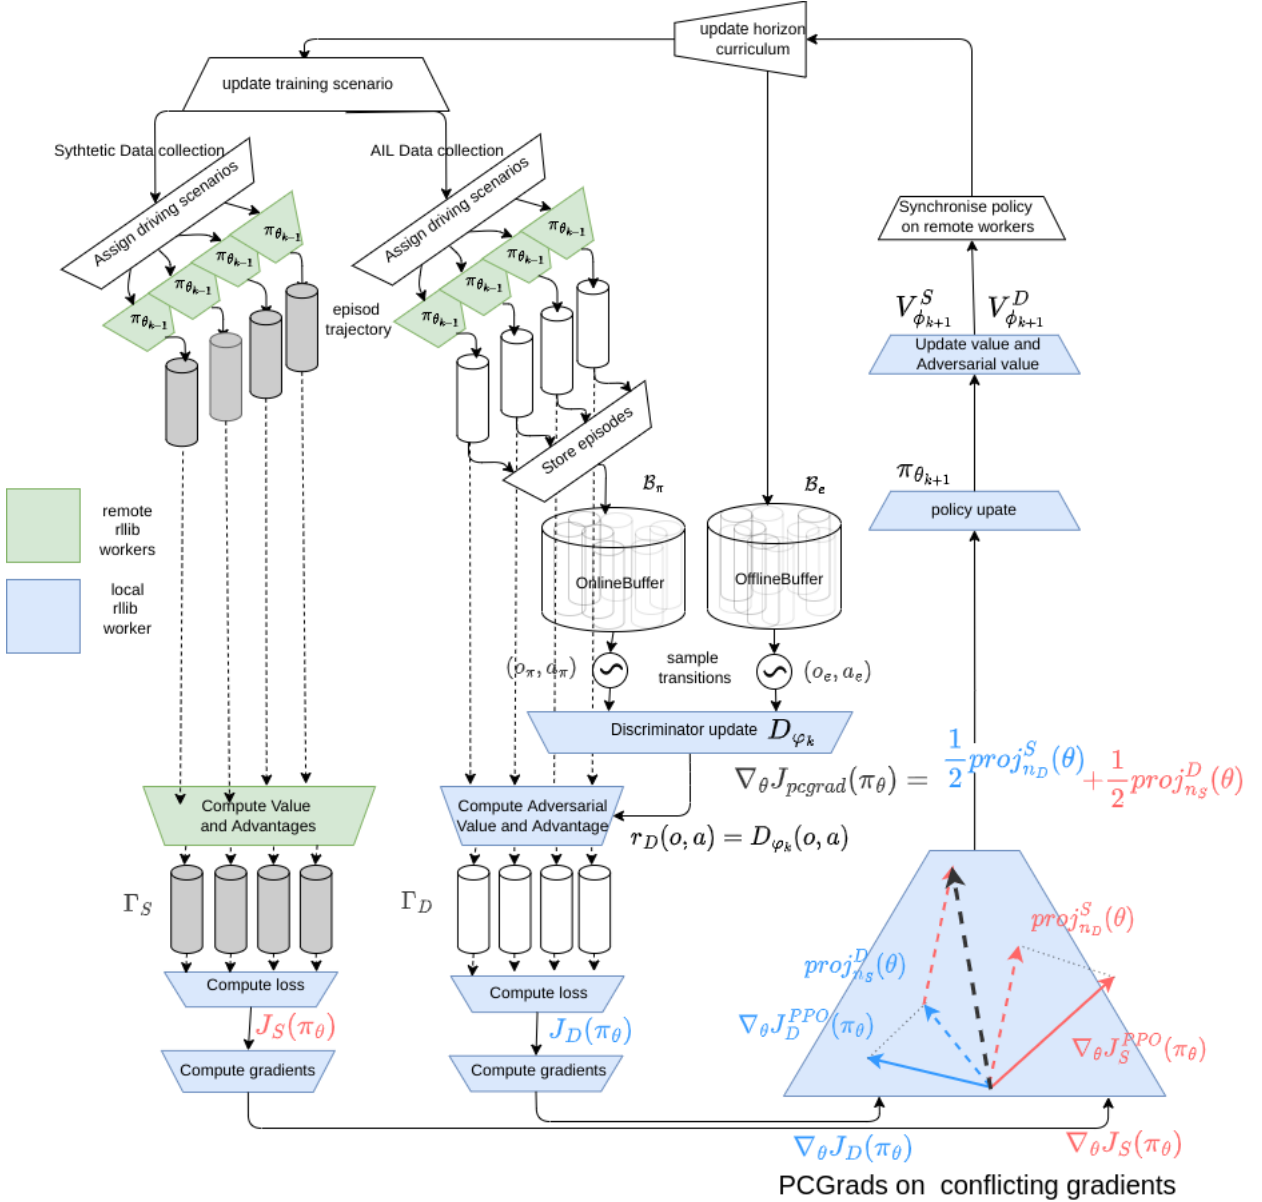 update horizon
curriculum
update training scenario
Sythtetic Data collection
AIL Data collection
Assign driving scenarios
Assign driving scenarios
π_{θ_{k-1}}
π_{θ_{k-1}}
π_{θ_{k-1}}
π_{θ_{k-1}}
π_{θ_{k-1}}
π_{θ_{k-1}}
π_{θ_{k-1}}
π_{θ_{k-1}}
episod
trajectory
Synchronise policy
on remote workers
V^S_{ϕ_{k+1}}
V^D_{ϕ_{k+1}}
Update value and
Adversarial value
Store episodes
π_{θ_{k+1}}
policy upate
B_π
B_e
OnlineBuffer
OfflineBuffer
remote
rllib
workers
local
rllib
worker
(o_π, a_π)
sample
transitions
(o_e, a_e)
Discriminator update D_{φ_k}
∇_θ J_{pcgrad}(π_θ) = 1/2 proj^S_{n_D}(θ) + 1/2 proj^D_{n_S}(θ)
Compute Value
and Advantages
Compute Adversarial
Value and Advantage
r_D(o, a) = D_{φ_k}(o, a)
Γ_S
Γ_D
proj^S_{n_D}(θ)
proj^D_{n_S}(θ)
∇_θ J_D^{PPO}(π_θ)
∇_θ J_S^{PPO}(π_θ)
Compute loss
Compute loss
J_S(π_θ)
J_D(π_θ)
Compute gradients
Compute gradients
∇_θ J_D(π_θ)
∇_θ J_S(π_θ)
PCGrads on conflicting gradients